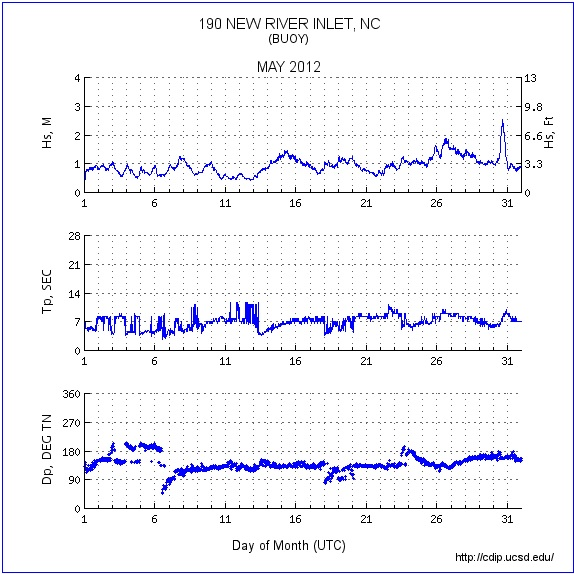 190 NEW RIVER INLET, NC
(BUOY)
MAY 2012
4 13
3 9.8
2 6.6
1 3.3
0 0
Hs, M
Hs, Ft
1 6 11 16 21 26 31
28
21
14
7
0
Tp, SEC
1 6 11 16 21 26 31
360
270
180
90
0
Dp, DEG TN
1 6 11 16 21 26 31
Day of Month (UTC)
http://cdip.ucsd.edu/